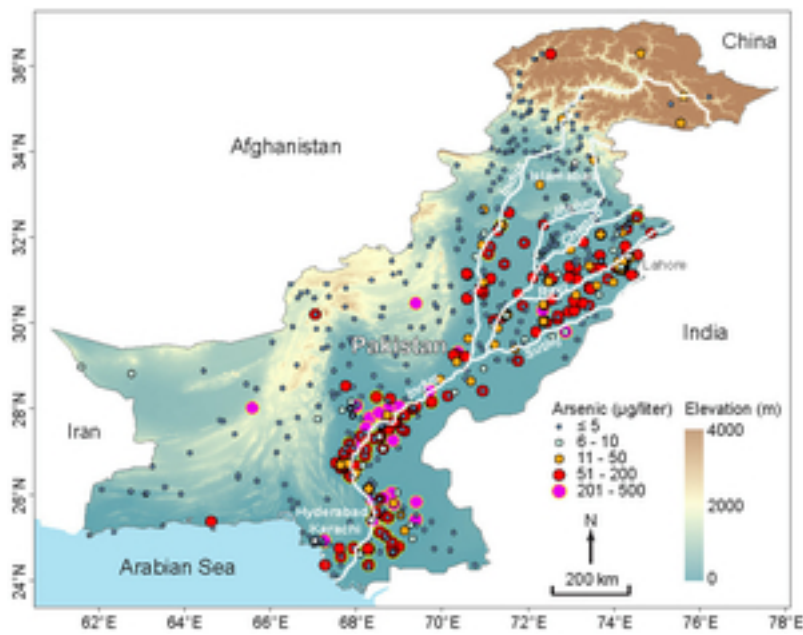 China
Afghanistan
Islamabad
Lahore
Pakistan
India
Indus
Iran
Hyderabad
Karachi
Arabian Sea
Arsenic (µg/liter)
≤ 5
6 - 10
11 - 50
51 - 200
201 - 500
Elevation (m)
4000
2000
0
N
200 km
36°N
34°N
32°N
30°N
28°N
26°N
24°N
62°E
64°E
66°E
68°E
70°E
72°E
74°E
76°E
78°E